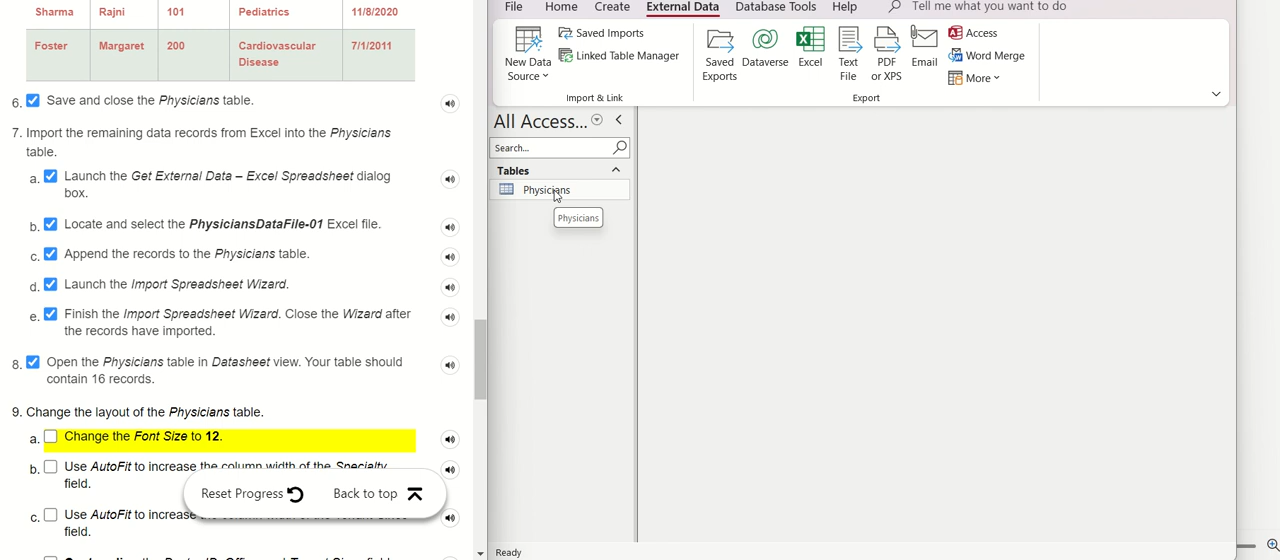 Sharma Rajni 101 Pediatrics 11/8/2020
Foster Margaret 200 Cardiovascular Disease 7/1/2011
6. Save and close the Physicians table.
7. Import the remaining data records from Excel into the Physicians
table.
a. Launch the Get External Data – Excel Spreadsheet dialog
box.
b. Locate and select the PhysiciansDataFile-01 Excel file.
c. Append the records to the Physicians table.
d. Launch the Import Spreadsheet Wizard.
e. Finish the Import Spreadsheet Wizard. Close the Wizard after
the records have imported.
8. Open the Physicians table in Datasheet view. Your table should
contain 16 records.
9. Change the layout of the Physicians table.
a. Change the Font Size to 12.
b. Use AutoFit to increase the column width of the Specialty
field.
Reset Progress Back to top
c. Use AutoFit to increase
field.
File Home Create External Data Database Tools Help Tell me what you want to do
New Data
Source
Saved Imports
Linked Table Manager
Import & Link
Saved
Exports
Dataverse
Excel
Text
File
PDF
or XPS
Email
Access
Word Merge
More
Export
All Access...
Search...
Tables
Physicians
Physicians
Ready